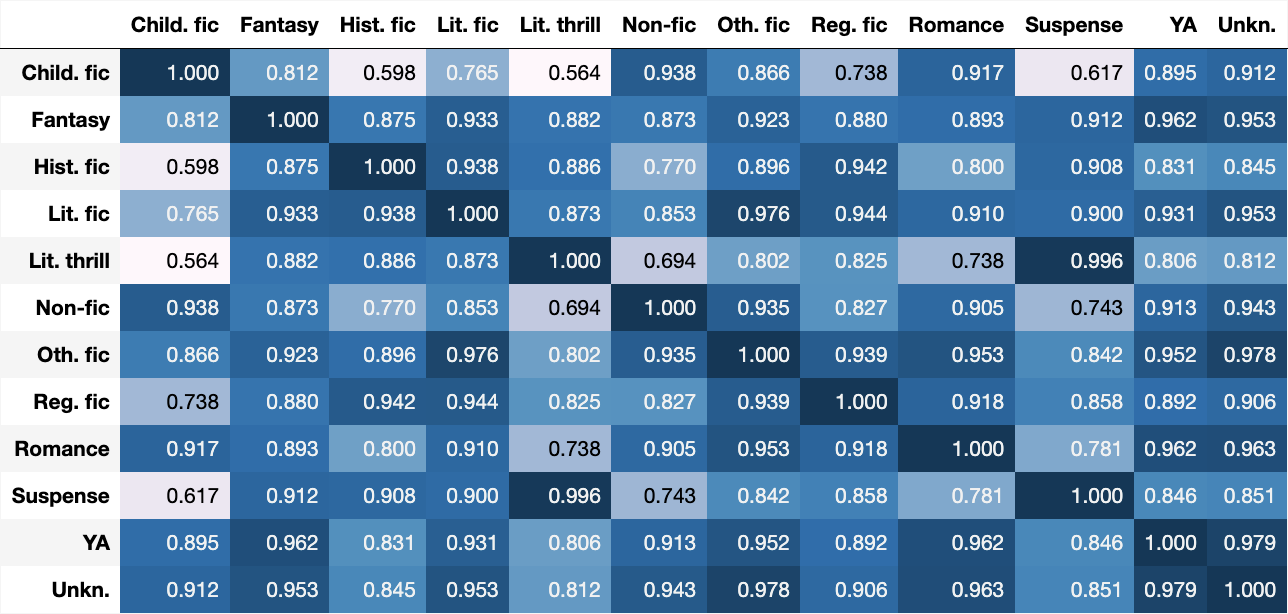 Child. fic Fantasy Hist. fic Lit. fic Lit. thrill Non-fic Oth. fic Reg. fic Romance Suspense YA Unkn.
Child. fic 1.000 0.812 0.598 0.765 0.564 0.938 0.866 0.738 0.917 0.617 0.895 0.912
Fantasy 0.812 1.000 0.875 0.933 0.882 0.873 0.923 0.880 0.893 0.912 0.962 0.953
Hist. fic 0.598 0.875 1.000 0.938 0.886 0.770 0.896 0.942 0.800 0.908 0.831 0.845
Lit. fic 0.765 0.933 0.938 1.000 0.873 0.853 0.976 0.944 0.910 0.900 0.931 0.953
Lit. thrill 0.564 0.882 0.886 0.873 1.000 0.694 0.802 0.825 0.738 0.996 0.806 0.812
Non-fic 0.938 0.873 0.770 0.853 0.694 1.000 0.935 0.827 0.905 0.743 0.913 0.943
Oth. fic 0.866 0.923 0.896 0.976 0.802 0.935 1.000 0.939 0.953 0.842 0.952 0.978
Reg. fic 0.738 0.880 0.942 0.944 0.825 0.827 0.939 1.000 0.918 0.858 0.892 0.906
Romance 0.917 0.893 0.800 0.910 0.738 0.905 0.953 0.918 1.000 0.781 0.962 0.963
Suspense 0.617 0.912 0.908 0.900 0.996 0.743 0.842 0.858 0.781 1.000 0.846 0.851
YA 0.895 0.962 0.831 0.931 0.806 0.913 0.952 0.892 0.962 0.846 1.000 0.979
Unkn. 0.912 0.953 0.845 0.953 0.812 0.943 0.978 0.906 0.963 0.851 0.979 1.000